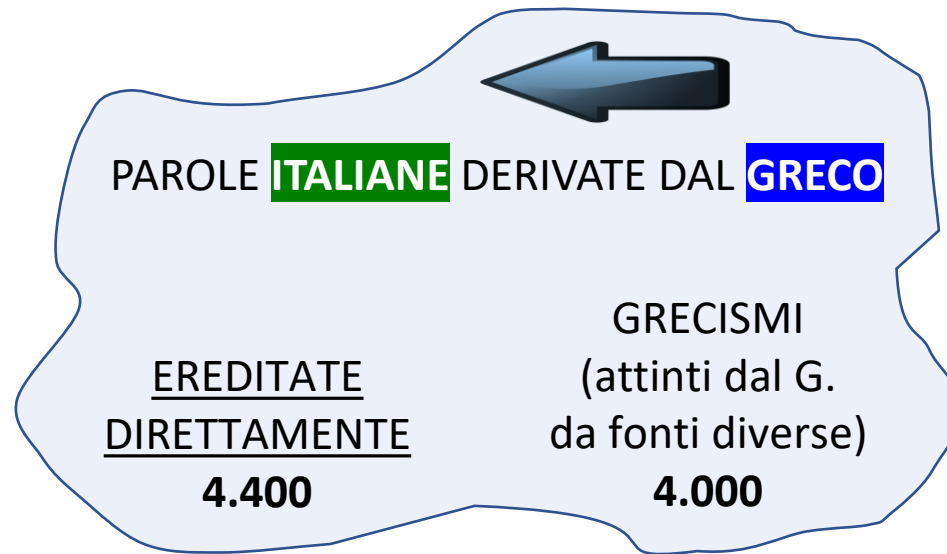 PAROLE ITALIANE DERIVATE DAL GRECO
EREDITATE
DIRETTAMENTE
4.400
GRECISMI
(attinti dal G.
da fonti diverse)
4.000